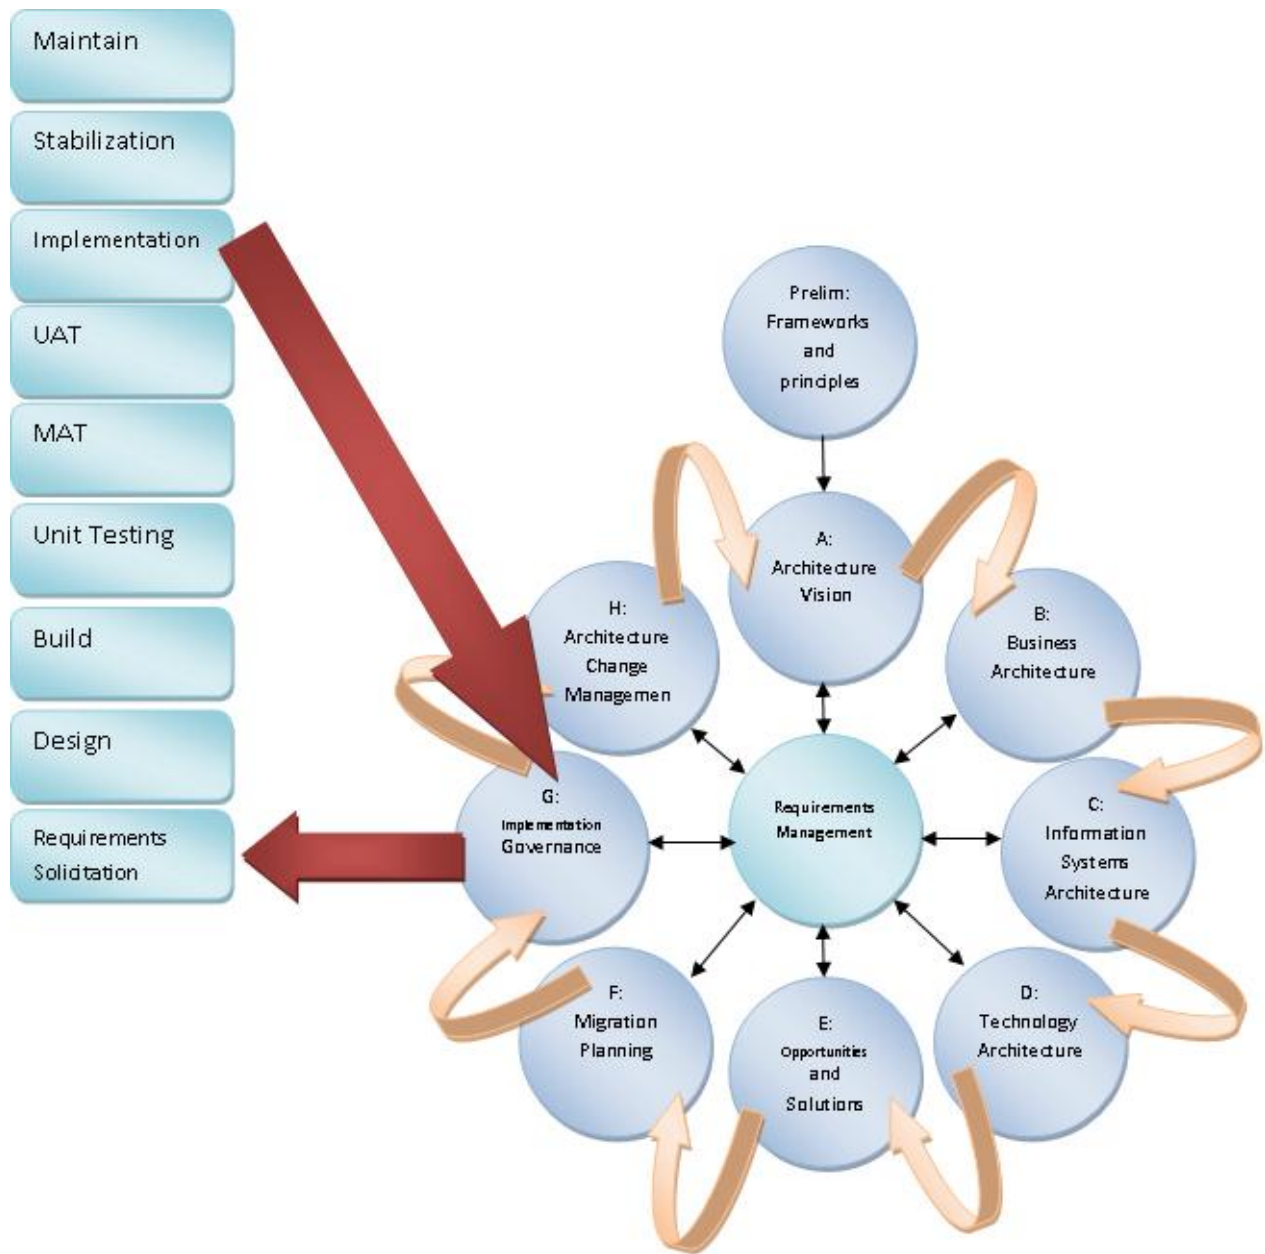 Maintain
Stabilization
Implementation
UAT
MAT
Unit Testing
Build
Design
Requirements
Solicitation
Prelim:
Frameworks
and
principles
A:
Architecture
Vision
B:
Business
Architecture
C:
Information
Systems
Architecture
D:
Technology
Architecture
E:
Opportunities
and
Solutions
F:
Migration
Planning
G:
Implementation
Governance
H:
Architecture
Change
Managemen
Requirements
Management